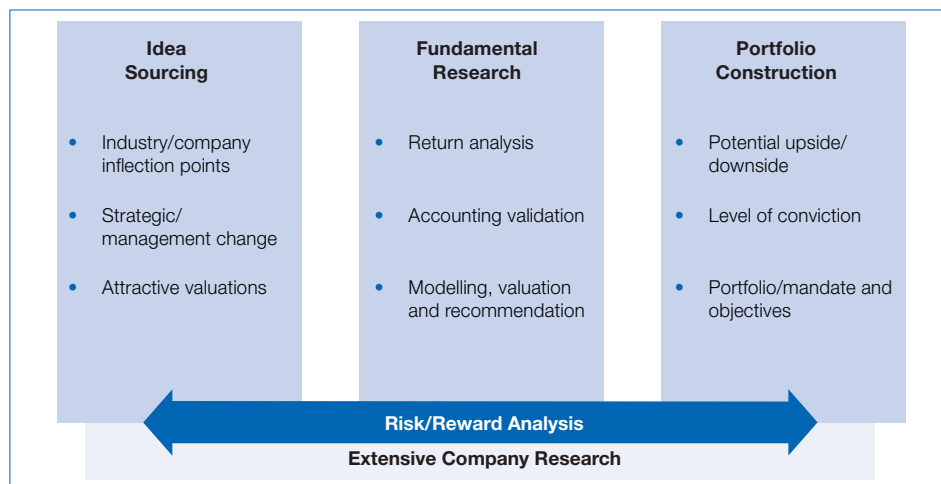 Idea
Sourcing
• Industry/company
inflection points
• Strategic/
management change
• Attractive valuations
Fundamental
Research
• Return analysis
• Accounting validation
• Modelling, valuation
and recommendation
Portfolio
Construction
• Potential upside/
downside
• Level of conviction
• Portfolio/mandate and
objectives
Risk/Reward Analysis
Extensive Company Research